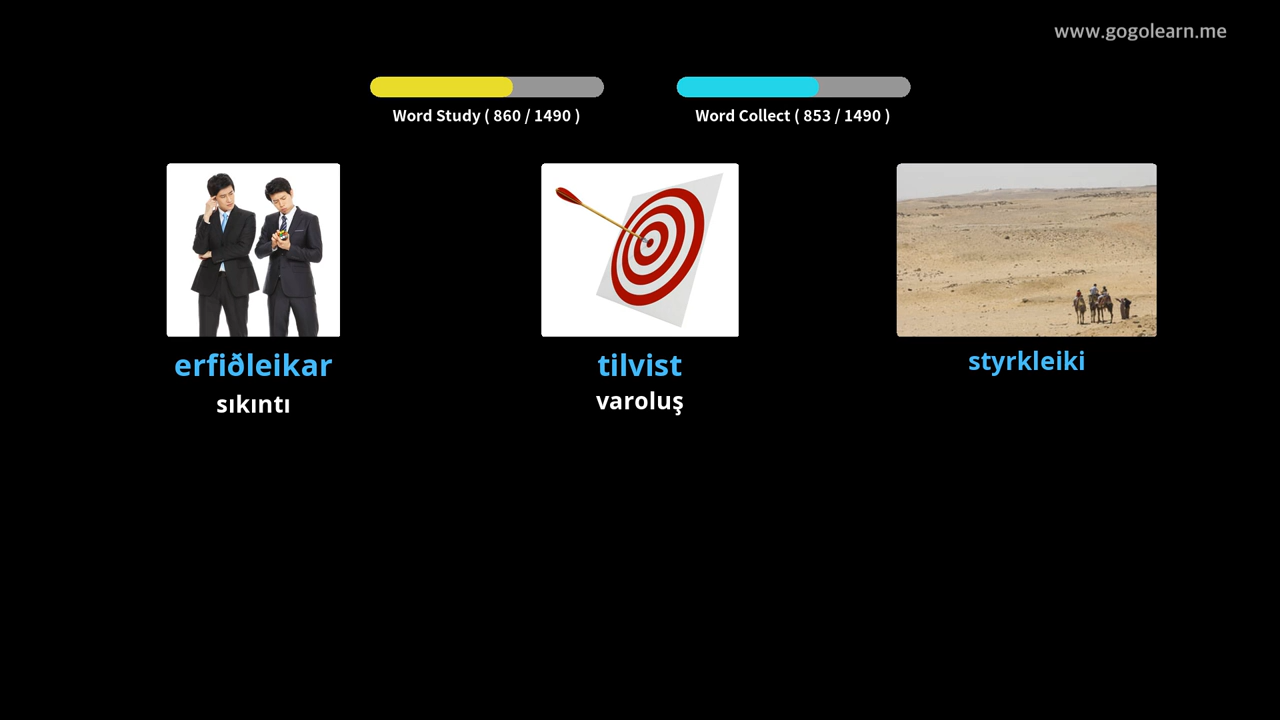 www.gogolearn.me
Word Study ( 860 / 1490 )
Word Collect ( 853 / 1490 )
erfiðleikar
sıkıntı
tilvist
varoluş
styrkleiki